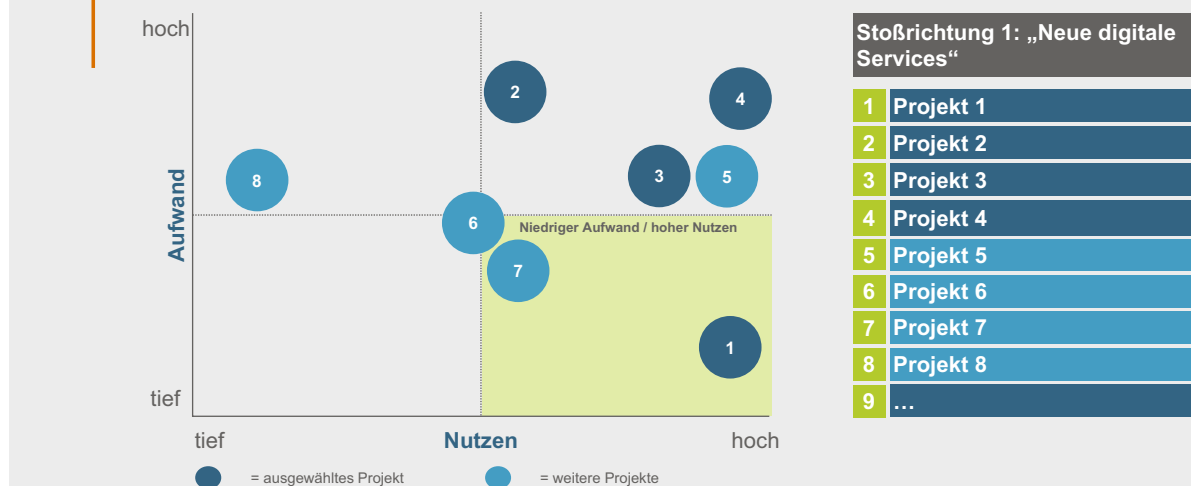 hoch
Aufwand
tief
2
4
3
5
8
6
Niedriger Aufwand / hoher Nutzen
7
1
tief
Nutzen
hoch
= ausgewähltes Projekt
= weitere Projekte
Stoßrichtung 1: „Neue digitale
Services“
1 Projekt 1
2 Projekt 2
3 Projekt 3
4 Projekt 4
5 Projekt 5
6 Projekt 6
7 Projekt 7
8 Projekt 8
9 …